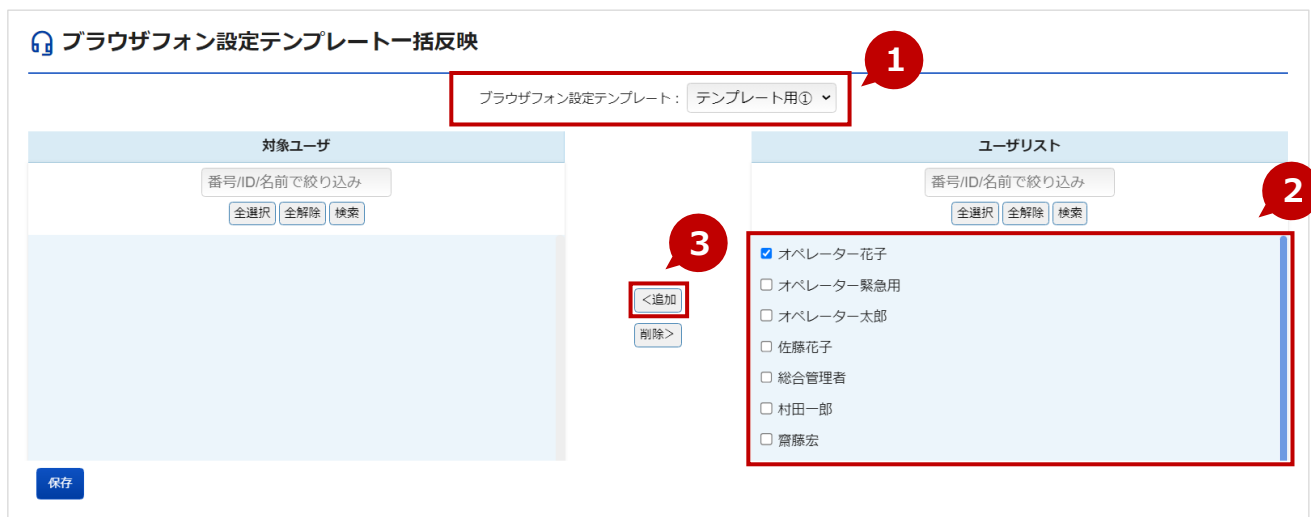 ブラウザフォン設定テンプレート一括反映
1
ブラウザフォン設定テンプレート： テンプレート用①
対象ユーザ
番号/ID/名前で絞り込み
全選択 全解除 検索
ユーザリスト
番号/ID/名前で絞り込み
全選択 全解除 検索
2
オペレーター花子
オペレーター緊急用
オペレーター太郎
佐藤花子
総合管理者
村田一郎
齋藤宏
3
<追加
削除>
保存